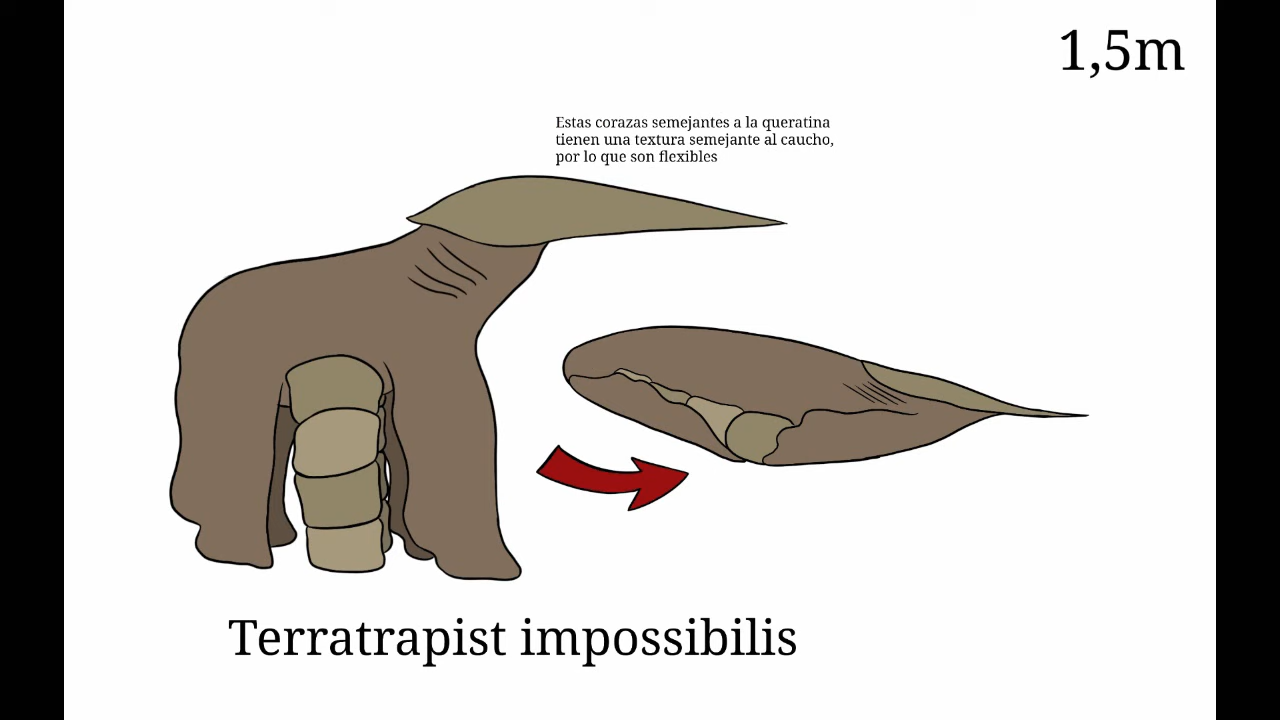 1,5m
Estas corazas semejantes a la queratina
tienen una textura semejante al caucho,
por lo que son flexibles
Terratrapist impossibilis